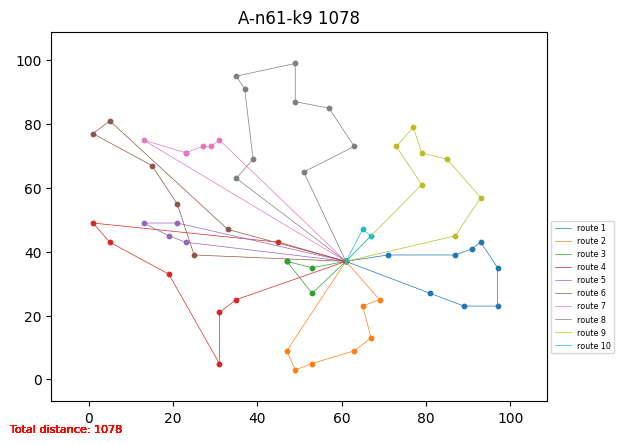 A-n61-k9 1078
100
80
60
40
20
0
0 20 40 60 80 100
route 1
route 2
route 3
route 4
route 5
route 6
route 7
route 8
route 9
route 10
Total distance: 1078